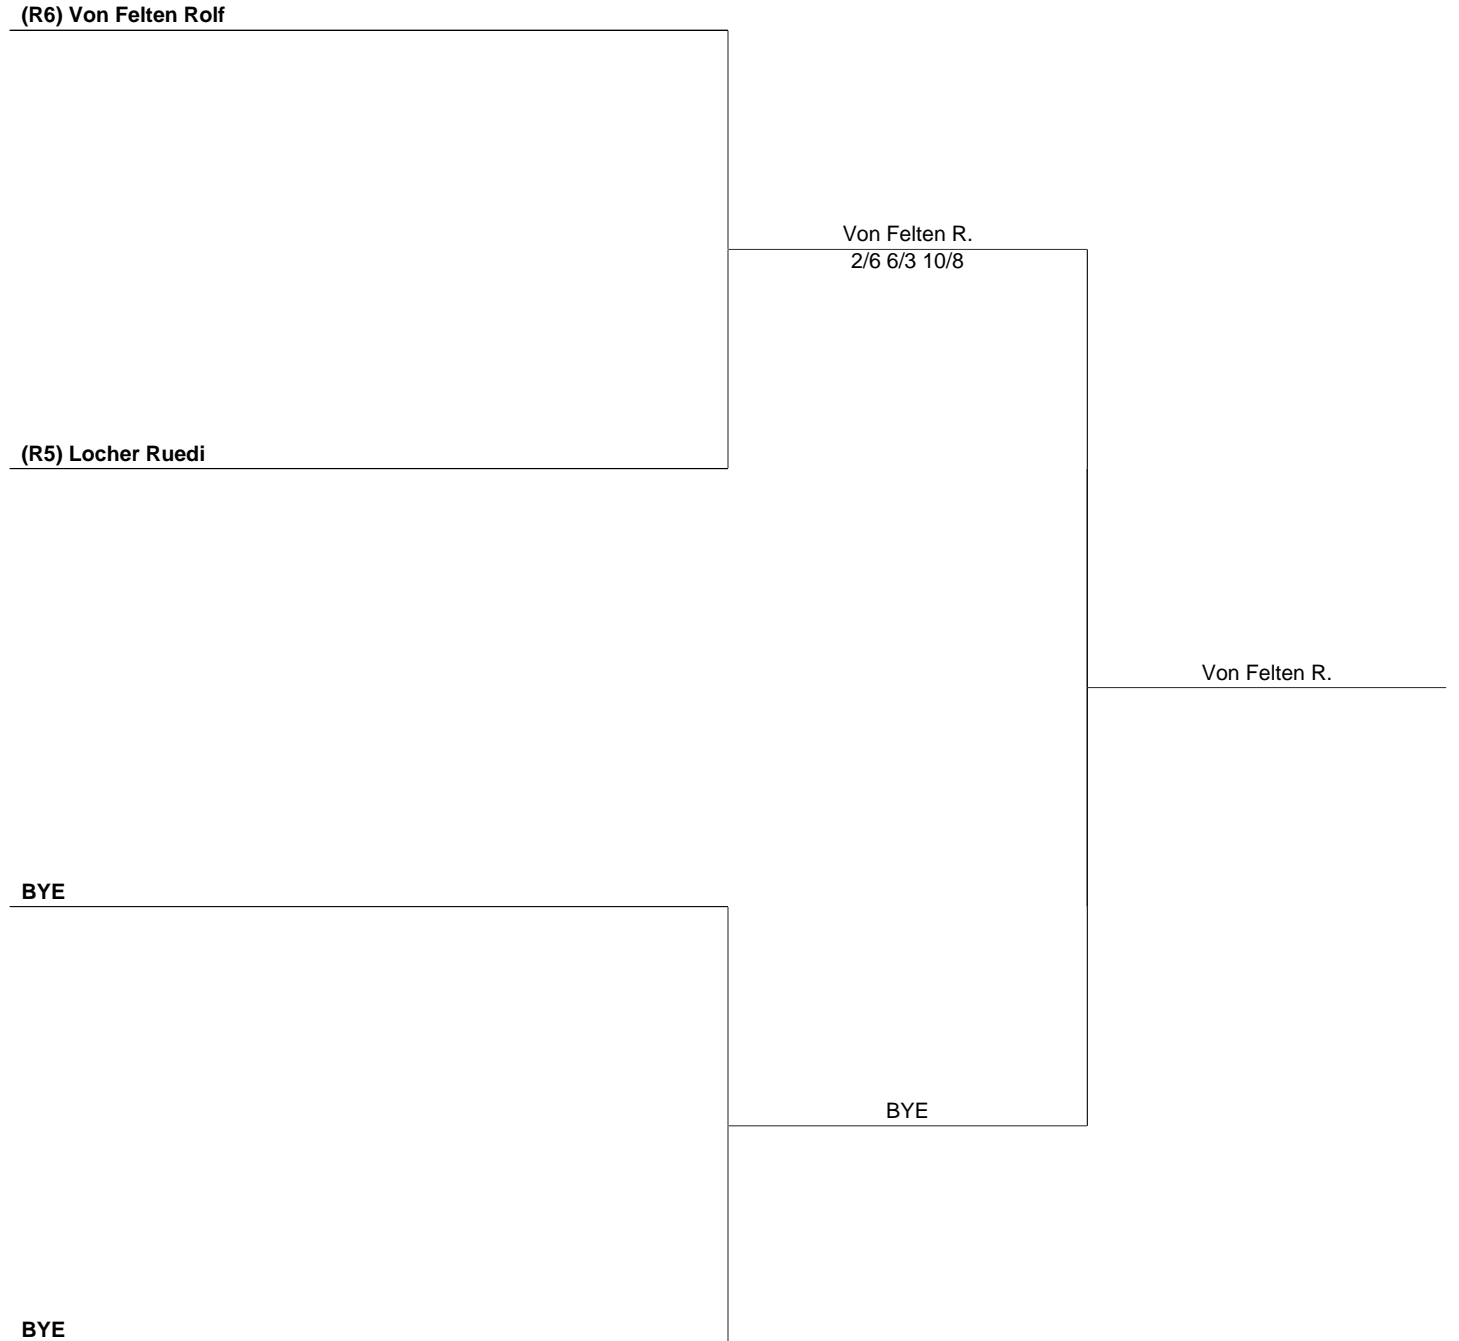 (R6) Von Felten Rolf
Von Felten R.
2/6 6/3 10/8
(R5) Locher Ruedi
Von Felten R.
BYE
BYE
BYE